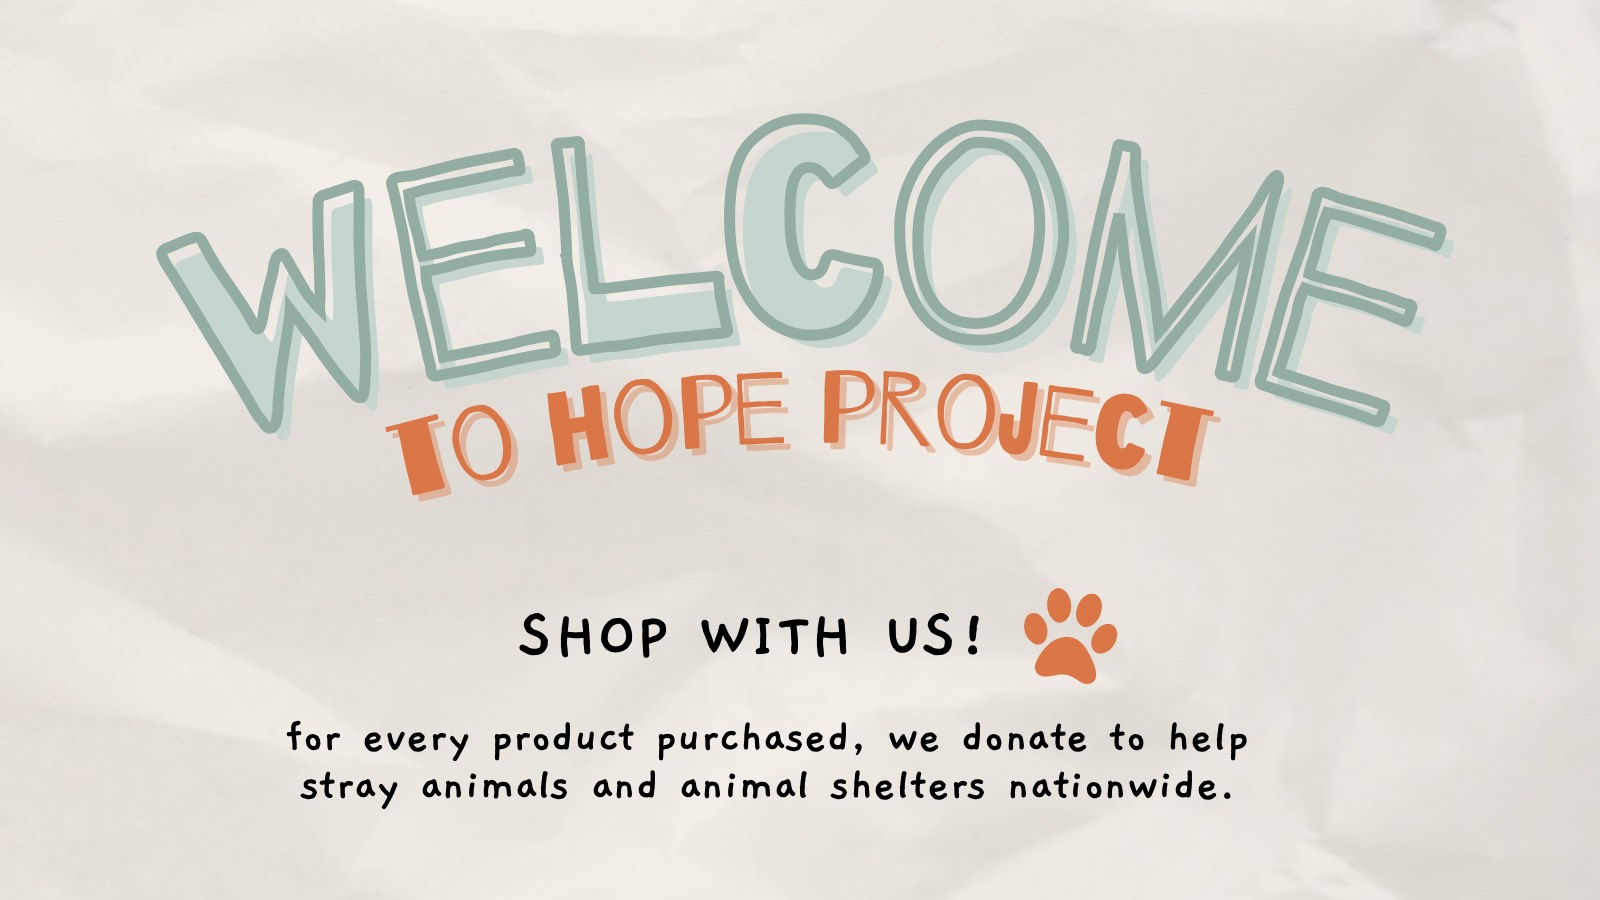 WELCOME
TO HOPE PROJECT
SHOP WITH US!
for every product purchased, we donate to help
stray animals and animal shelters nationwide.